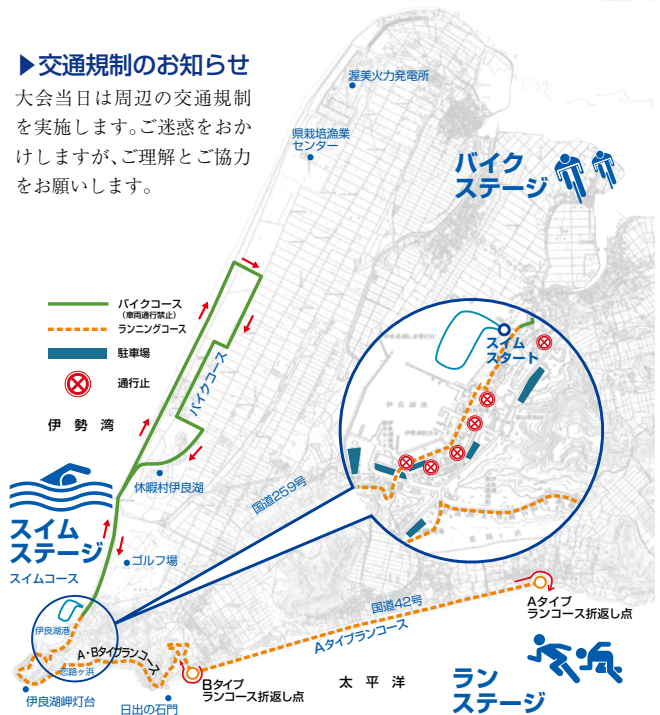 ▶交通規制のお知らせ
大会当日は周辺の交通規制
を実施します。ご迷惑をおか
けしますが、ご理解とご協力
をお願いします。
渥美火力発電所
県栽培漁業
センター
バイク
ステージ
バイクコース
（車両通行禁止）
ランニングコース
駐車場
通行止
伊勢湾
バイクコース
スイム
スタート
休暇村伊良湖
国道259号
スイム
ステージ
スイムコース
ゴルフ場
伊良湖港
A・Bタイプランコース
恋路ヶ浜
伊良湖岬灯台
日出の石門
Bタイプ
ランコース折返し点
国道42号
Aタイプランコース
Aタイプ
ランコース折返し点
太平洋
ラン
ステージ